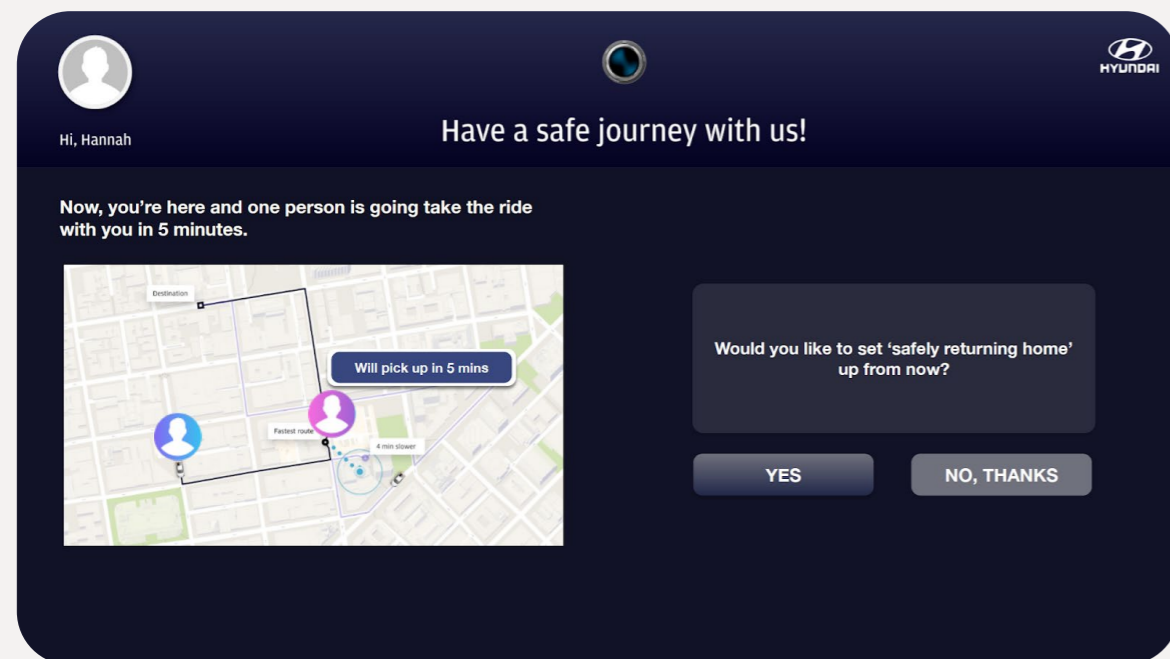 HYUNDAI
Hi, Hannah
Have a safe journey with us!
Now, you're here and one person is going take the ride
with you in 5 minutes.
Destination
Will pick up in 5 mins
Fastest route
4 min slower
Would you like to set ‘safely returning home’
up from now?
YES
NO, THANKS